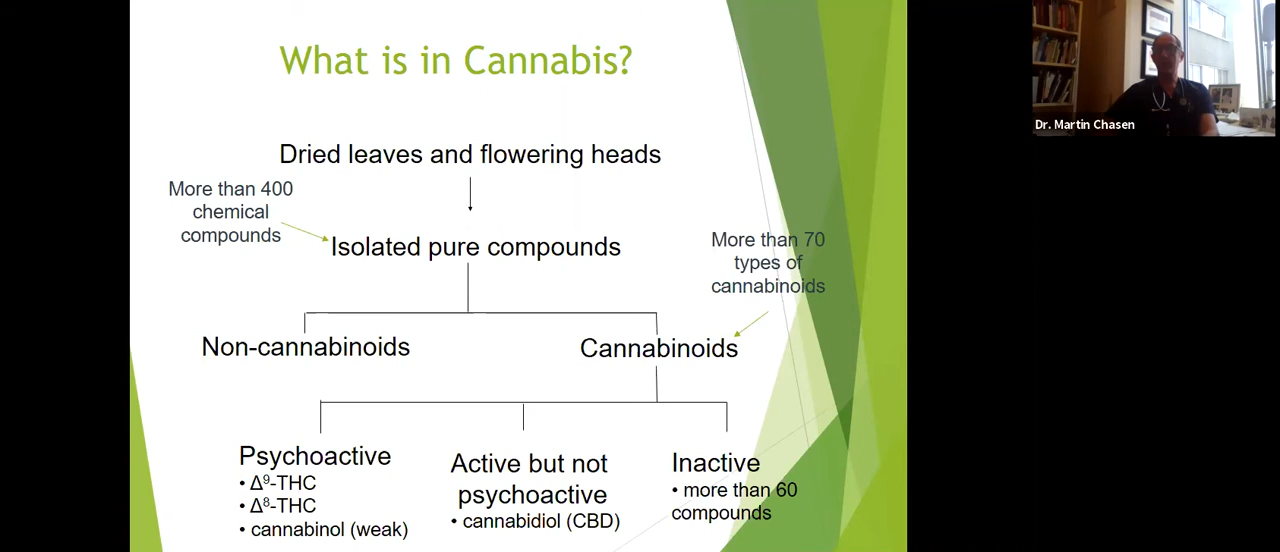 What is in Cannabis?
Dr. Martin Chasen
Dried leaves and flowering heads
More than 400
chemical
compounds
Isolated pure compounds
More than 70
types of
cannabinoids
Non-cannabinoids
Cannabinoids
Psychoactive
• Δ⁹-THC
• Δ⁸-THC
• cannabinol (weak)
Active but not
psychoactive
• cannabidiol (CBD)
Inactive
• more than 60
compounds